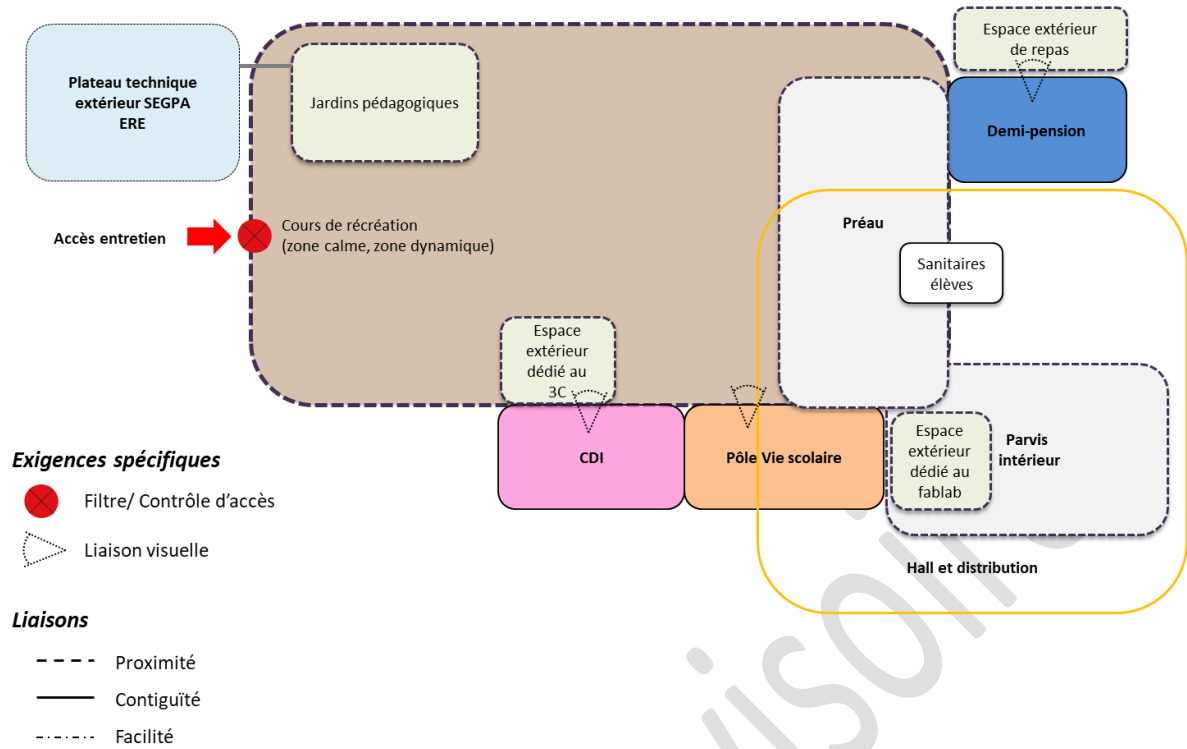 Espace extérieur
de repas
Plateau technique
extérieur SEGPA
ERE
Jardins pédagogiques
Demi-pension
Accès entretien
Cours de récréation
(zone calme, zone dynamique)
Préau
Sanitaires
élèves
Espace
extérieur
dédié au
3C
CDI
Pôle Vie scolaire
Espace
extérieur
dédié au
fablab
Parvis
intérieur
Hall et distribution
Exigences spécifiques
Filtre/ Contrôle d’accès
Liaison visuelle
Liaisons
Proximité
Contiguïté
Facilité